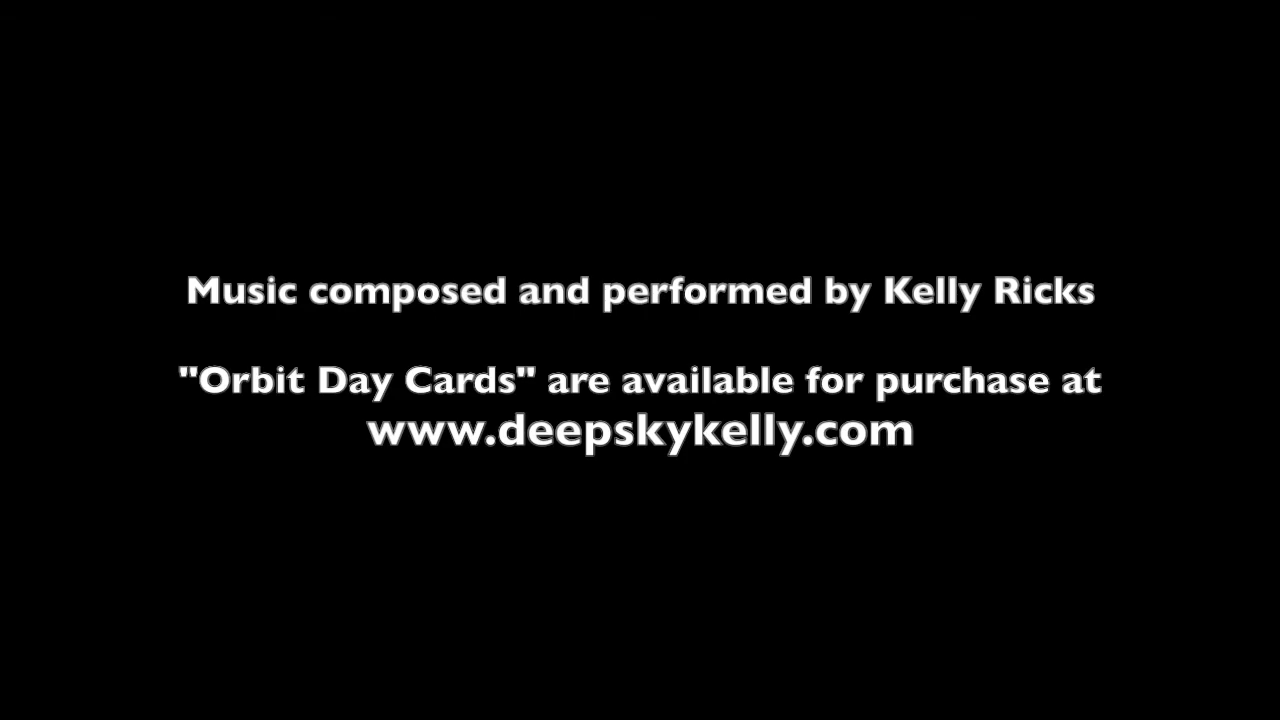 Music composed and performed by Kelly Ricks
"Orbit Day Cards" are available for purchase at
www.deepskykelly.com